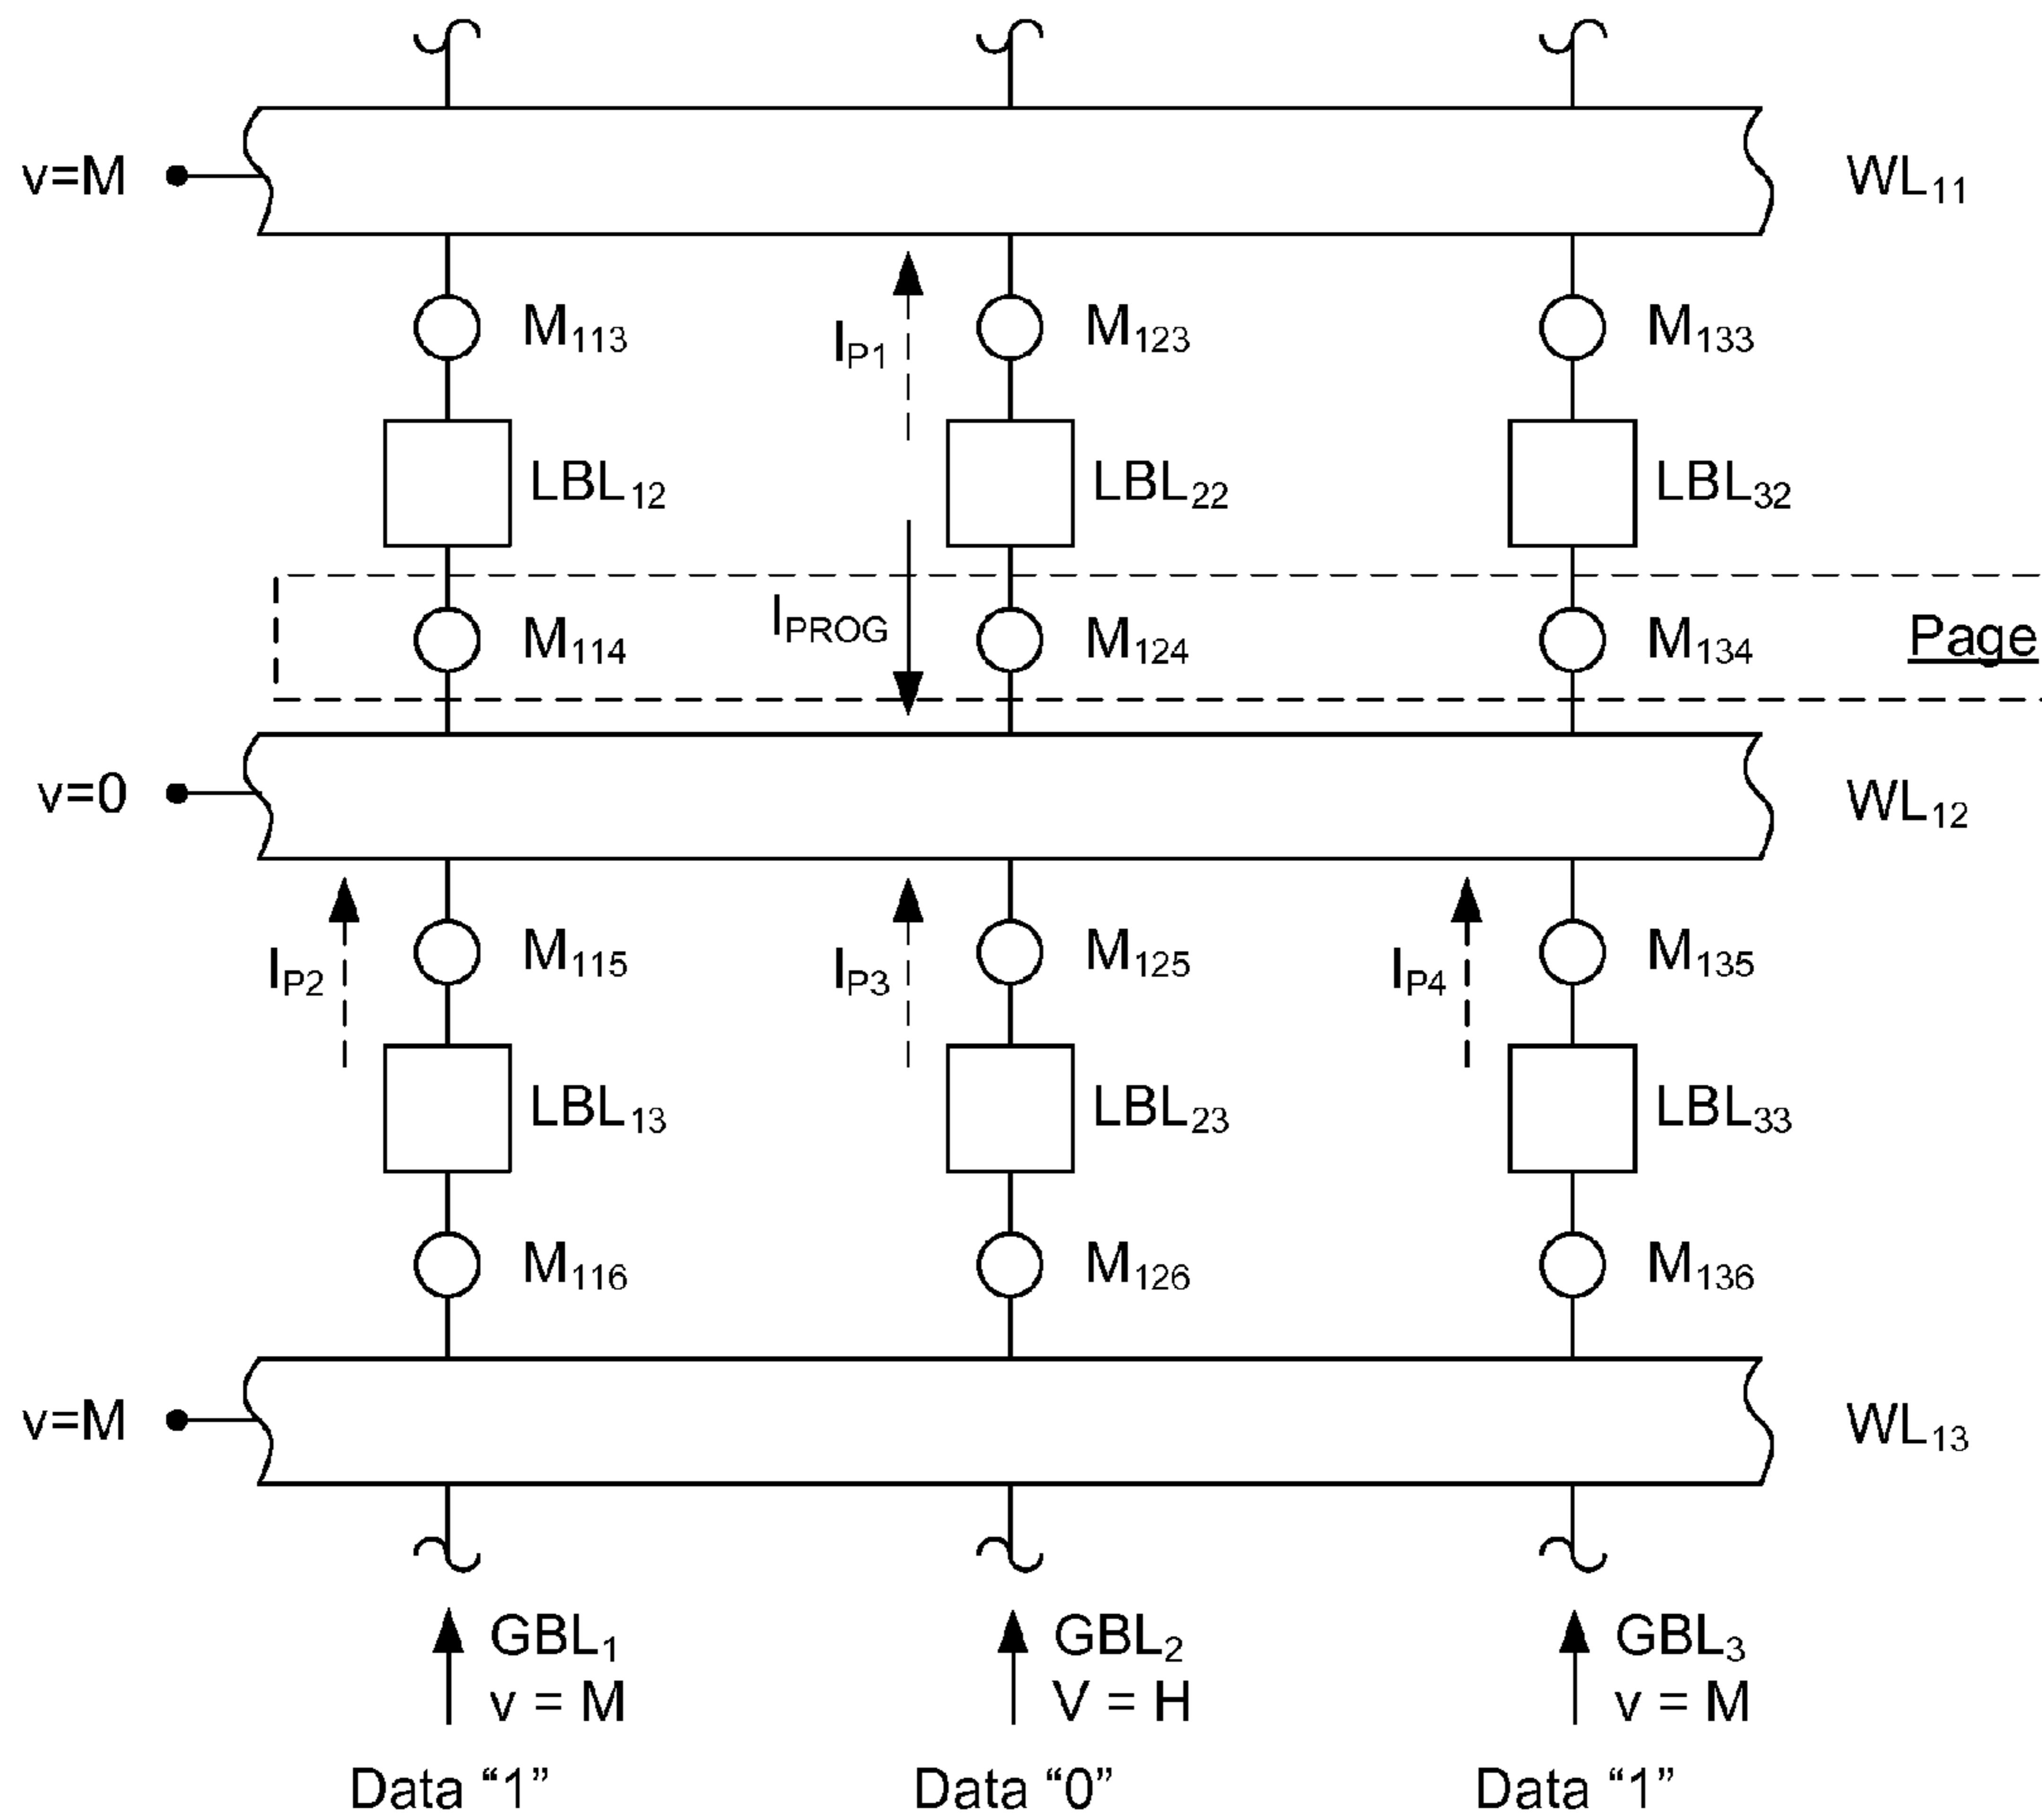 v=M
WL11
M113
IP1
M123
M133
LBL12
LBL22
LBL32
M114
IPROG
M124
M134
Page
v=0
WL12
IP2
M115
IP3
M125
IP4
M135
LBL13
LBL23
LBL33
M116
M126
M136
v=M
WL13
GBL1
v = M
GBL2
V = H
GBL3
v = M
Data “1”
Data “0”
Data “1”